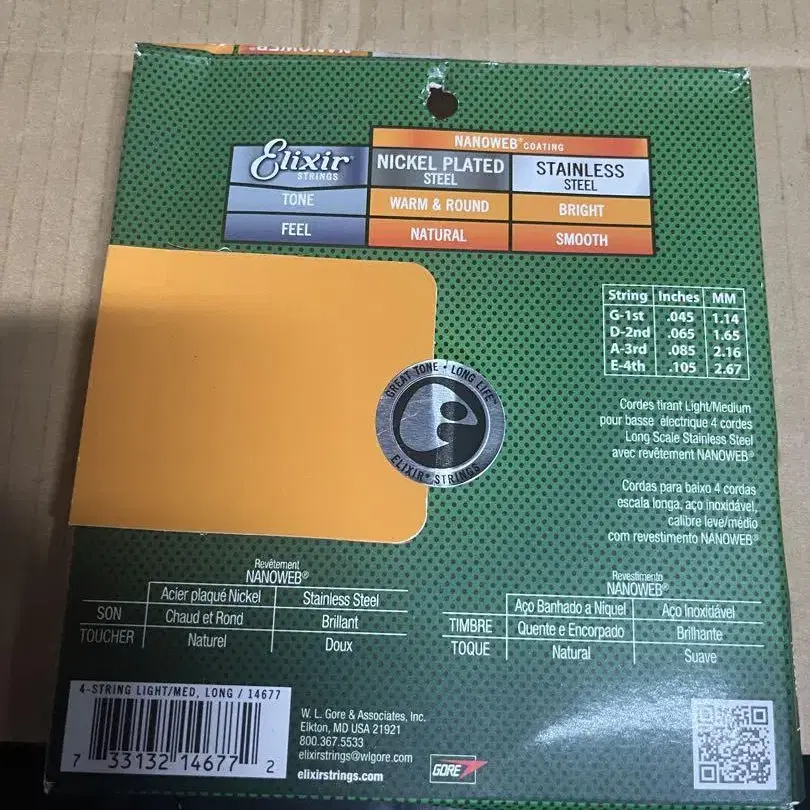 NANOWEB®
NANOWEB® COATING
Elixir®
STRINGS
NICKEL PLATED
STEEL
STAINLESS
STEEL
TONE
WARM & ROUND
BRIGHT
FEEL
NATURAL
SMOOTH
String Inches MM
G-1st .045 1.14
D-2nd .065 1.65
A-3rd .085 2.16
E-4th .105 2.67
GREAT TONE • LONG LIFE™
ELIXIR® STRINGS
Cordes tirant Light/Medium
pour basse électrique 4 cordes
Long Scale Stainless Steel
avec revêtement NANOWEB®
Cordas para baixo 4 cordas
escala longa, aço inoxidável,
calibre leve/médio
com revestimento NANOWEB®
Revêtement
NANOWEB®
Acier plaqué Nickel Stainless Steel
SON Chaud et Rond Brillant
TOUCHER Naturel Doux
Revestimento
NANOWEB®
Aço Banhado a Niquel Aço Inoxidável
TIMBRE Quente e Encorpado Brilhante
TOQUE Natural Suave
4-STRING LIGHT/MED, LONG / 14677
7 33132 14677 2
W. L. Gore & Associates, Inc.
Elkton, MD USA 21921
800.367.5533
elixirstrings@wlgore.com
elixirstrings.com
GORE